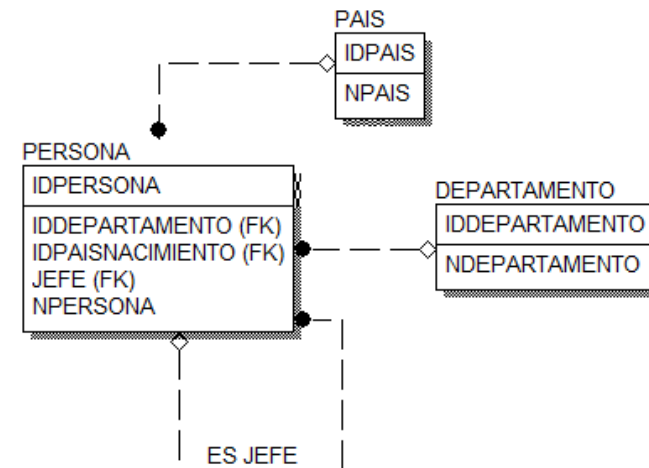 PAIS
IDPAIS
NPAIS
PERSONA
IDPERSONA
IDDEPARTAMENTO (FK)
IDPAISNACIMIENTO (FK)
JEFE (FK)
NPERSONA
DEPARTAMENTO
IDDEPARTAMENTO
NDEPARTAMENTO
ES JEFE